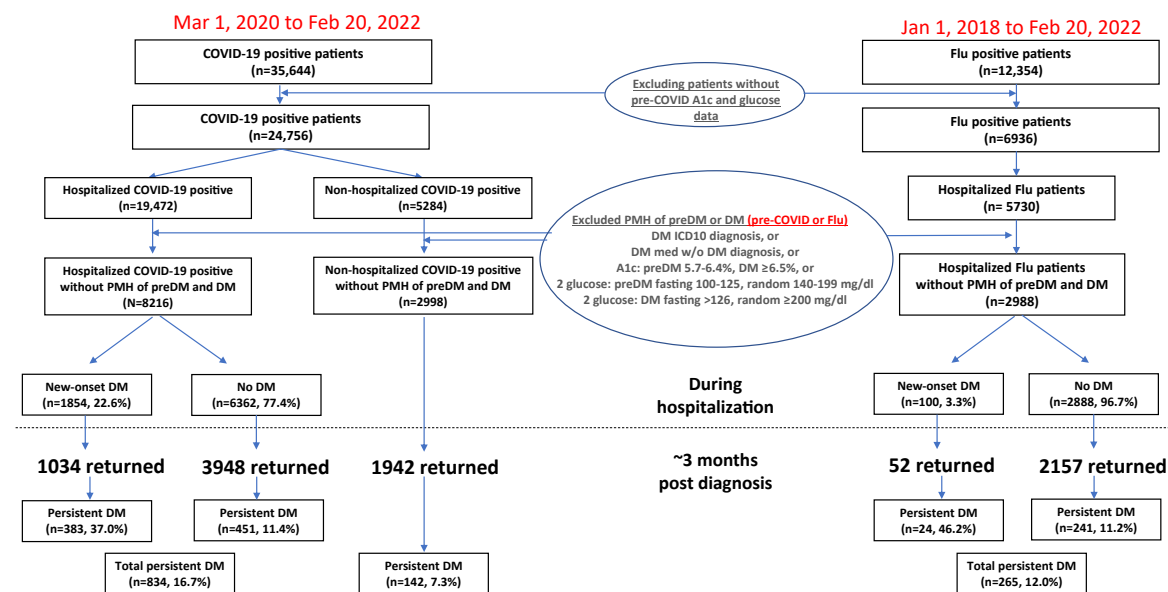 Mar 1, 2020 to Feb 20, 2022
Jan 1, 2018 to Feb 20, 2022
COVID-19 positive patients
(n=35,644)
Flu positive patients
(n=12,354)
Excluding patients without
pre-COVID A1c and glucose
data
COVID-19 positive patients
(n=24,756)
Flu positive patients
(n=6936)
Hospitalized COVID-19 positive
(n=19,472)
Non-hospitalized COVID-19 positive
(n=5284)
Hospitalized Flu patients
(n= 5730)
Excluded PMH of preDM or DM (pre-COVID or Flu)
DM ICD10 diagnosis, or
DM med w/o DM diagnosis, or
A1c: preDM 5.7-6.4%, DM ≥6.5%, or
2 glucose: preDM fasting 100-125, random 140-199 mg/dl
2 glucose: DM fasting >126, random ≥200 mg/dl
Hospitalized COVID-19 positive
without PMH of preDM and DM
(N=8216)
Non-hospitalized COVID-19 positive
without PMH of preDM and DM
(n=2998)
Hospitalized Flu patients
without PMH of preDM and DM
(n=2988)
New-onset DM
(n=1854, 22.6%)
No DM
(n=6362, 77.4%)
During
hospitalization
New-onset DM
(n=100, 3.3%)
No DM
(n=2888, 96.7%)
1034 returned
3948 returned
1942 returned
~3 months
post diagnosis
52 returned
2157 returned
Persistent DM
(n=383, 37.0%)
Persistent DM
(n=451, 11.4%)
Persistent DM
(n=24, 46.2%)
Persistent DM
(n=241, 11.2%)
Total persistent DM
(n=834, 16.7%)
Persistent DM
(n=142, 7.3%)
Total persistent DM
(n=265, 12.0%)